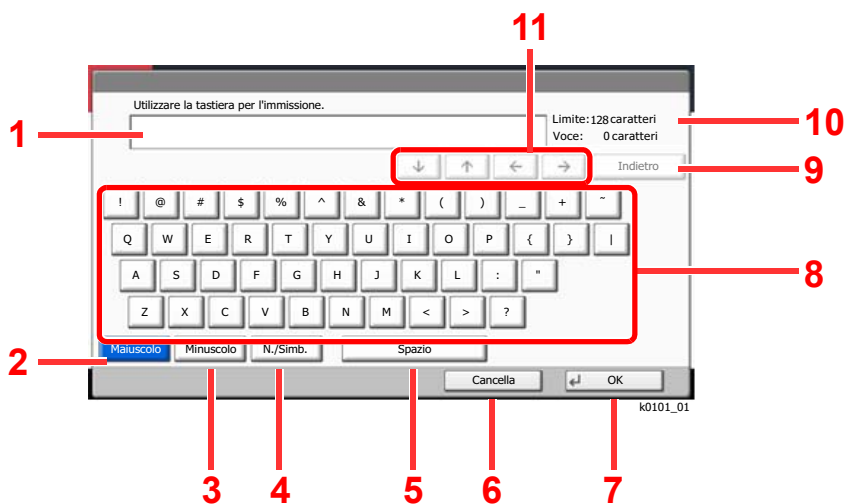 11
Utilizzare la tastiera per l'immissione.
1
Limite:128 caratteri
Voce: 0 caratteri
10
↓ ↑ ← → Indietro
9
! @ # $ % ^ & * ( ) _ + ~
Q W E R T Y U I O P { } |
A S D F G H J K L : "
8
Z X C V B N M < > ?
2
Maiuscolo Minuscolo N./Simb. Spazio
Cancella OK
k0101_01
3 4 5 6 7